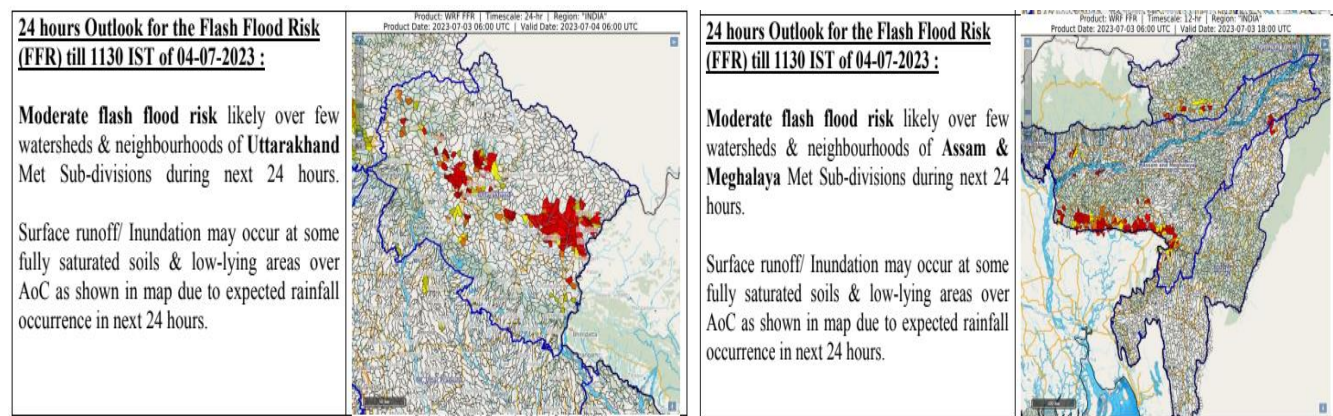 24 hours Outlook for the Flash Flood Risk
(FFR) till 1130 IST of 04-07-2023 :
Moderate flash flood risk likely over few
watersheds & neighbourhoods of Uttarakhand
Met Sub-divisions during next 24 hours.
Surface runoff/ Inundation may occur at some
fully saturated soils & low-lying areas over
AoC as shown in map due to expected rainfall
occurrence in next 24 hours.
Product: WRF FFR | Timescale: 24-hr | Region: "INDIA"
Product Date: 2023-07-03 06:00 UTC | Valid Date: 2023-07-04 06:00 UTC
24 hours Outlook for the Flash Flood Risk
(FFR) till 1130 IST of 04-07-2023 :
Moderate flash flood risk likely over few
watersheds & neighbourhoods of Assam &
Meghalaya Met Sub-divisions during next 24
hours.
Surface runoff/ Inundation may occur at some
fully saturated soils & low-lying areas over
AoC as shown in map due to expected rainfall
occurrence in next 24 hours.
Product: WRF FFR | Timescale: 12-hr | Region: "INDIA"
Product Date: 2023-07-03 06:00 UTC | Valid Date: 2023-07-03 18:00 UTC